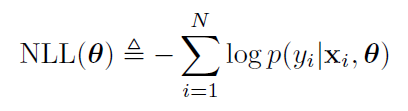 NLL(𝜽) ≜ − ∑_{i=1}^{N} log p(y_i|𝐱_i, 𝜽)